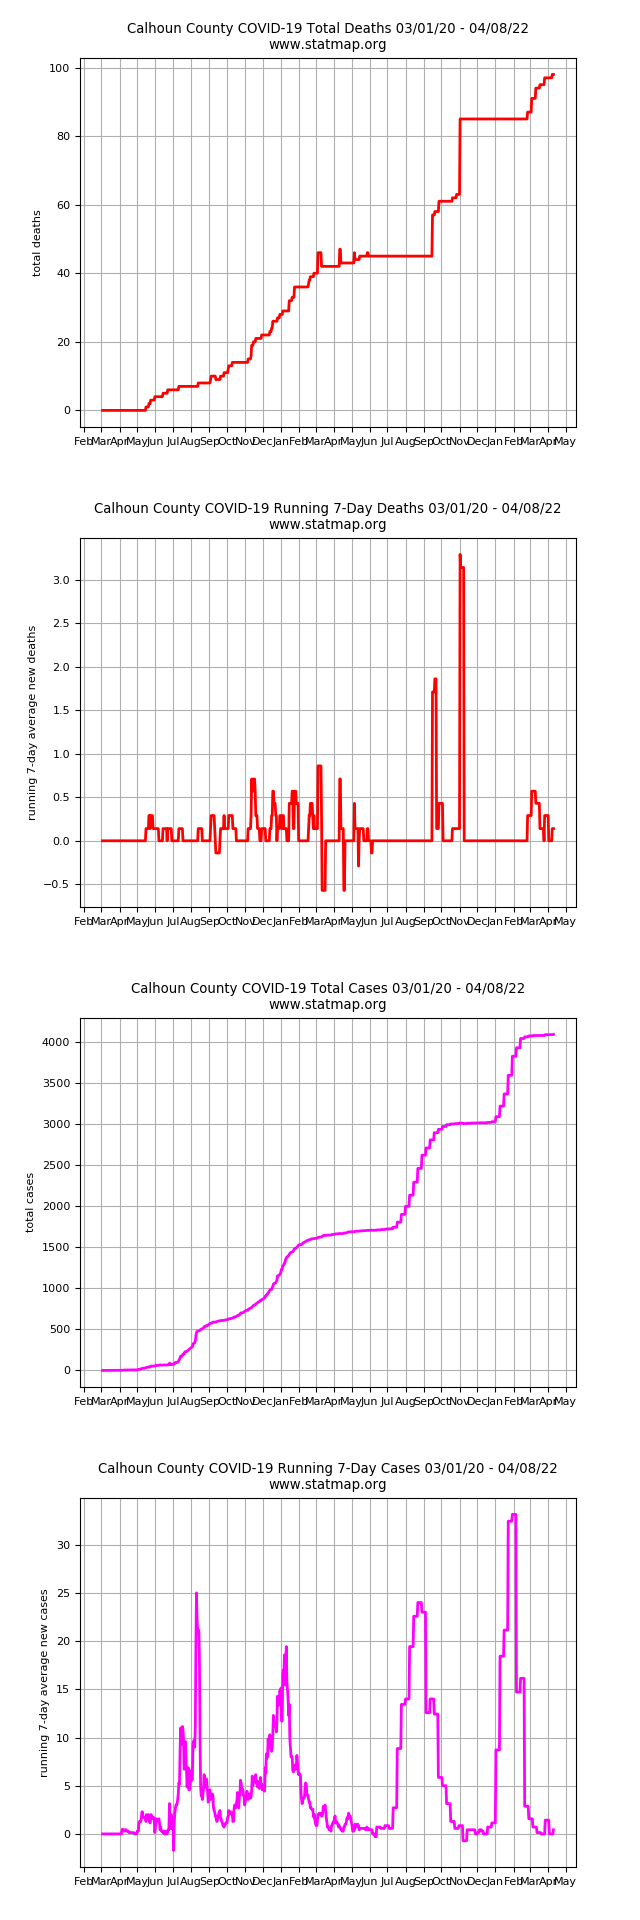 Calhoun County COVID-19 Total Deaths 03/01/20 - 04/08/22
www.statmap.org
100
80
60
40
20
0
total deaths
Feb Mar Apr May Jun Jul Aug Sep Oct Nov Dec Jan Feb Mar Apr May Jun Jul Aug Sep Oct Nov Dec Jan Feb Mar Apr May
Calhoun County COVID-19 Running 7-Day Deaths 03/01/20 - 04/08/22
www.statmap.org
3.0
2.5
2.0
1.5
1.0
0.5
0.0
−0.5
running 7-day average new deaths
Feb Mar Apr May Jun Jul Aug Sep Oct Nov Dec Jan Feb Mar Apr May Jun Jul Aug Sep Oct Nov Dec Jan Feb Mar Apr May
Calhoun County COVID-19 Total Cases 03/01/20 - 04/08/22
www.statmap.org
4000
3500
3000
2500
2000
1500
1000
500
0
total cases
Feb Mar Apr May Jun Jul Aug Sep Oct Nov Dec Jan Feb Mar Apr May Jun Jul Aug Sep Oct Nov Dec Jan Feb Mar Apr May
Calhoun County COVID-19 Running 7-Day Cases 03/01/20 - 04/08/22
www.statmap.org
30
25
20
15
10
5
0
running 7-day average new cases
Feb Mar Apr May Jun Jul Aug Sep Oct Nov Dec Jan Feb Mar Apr May Jun Jul Aug Sep Oct Nov Dec Jan Feb Mar Apr May